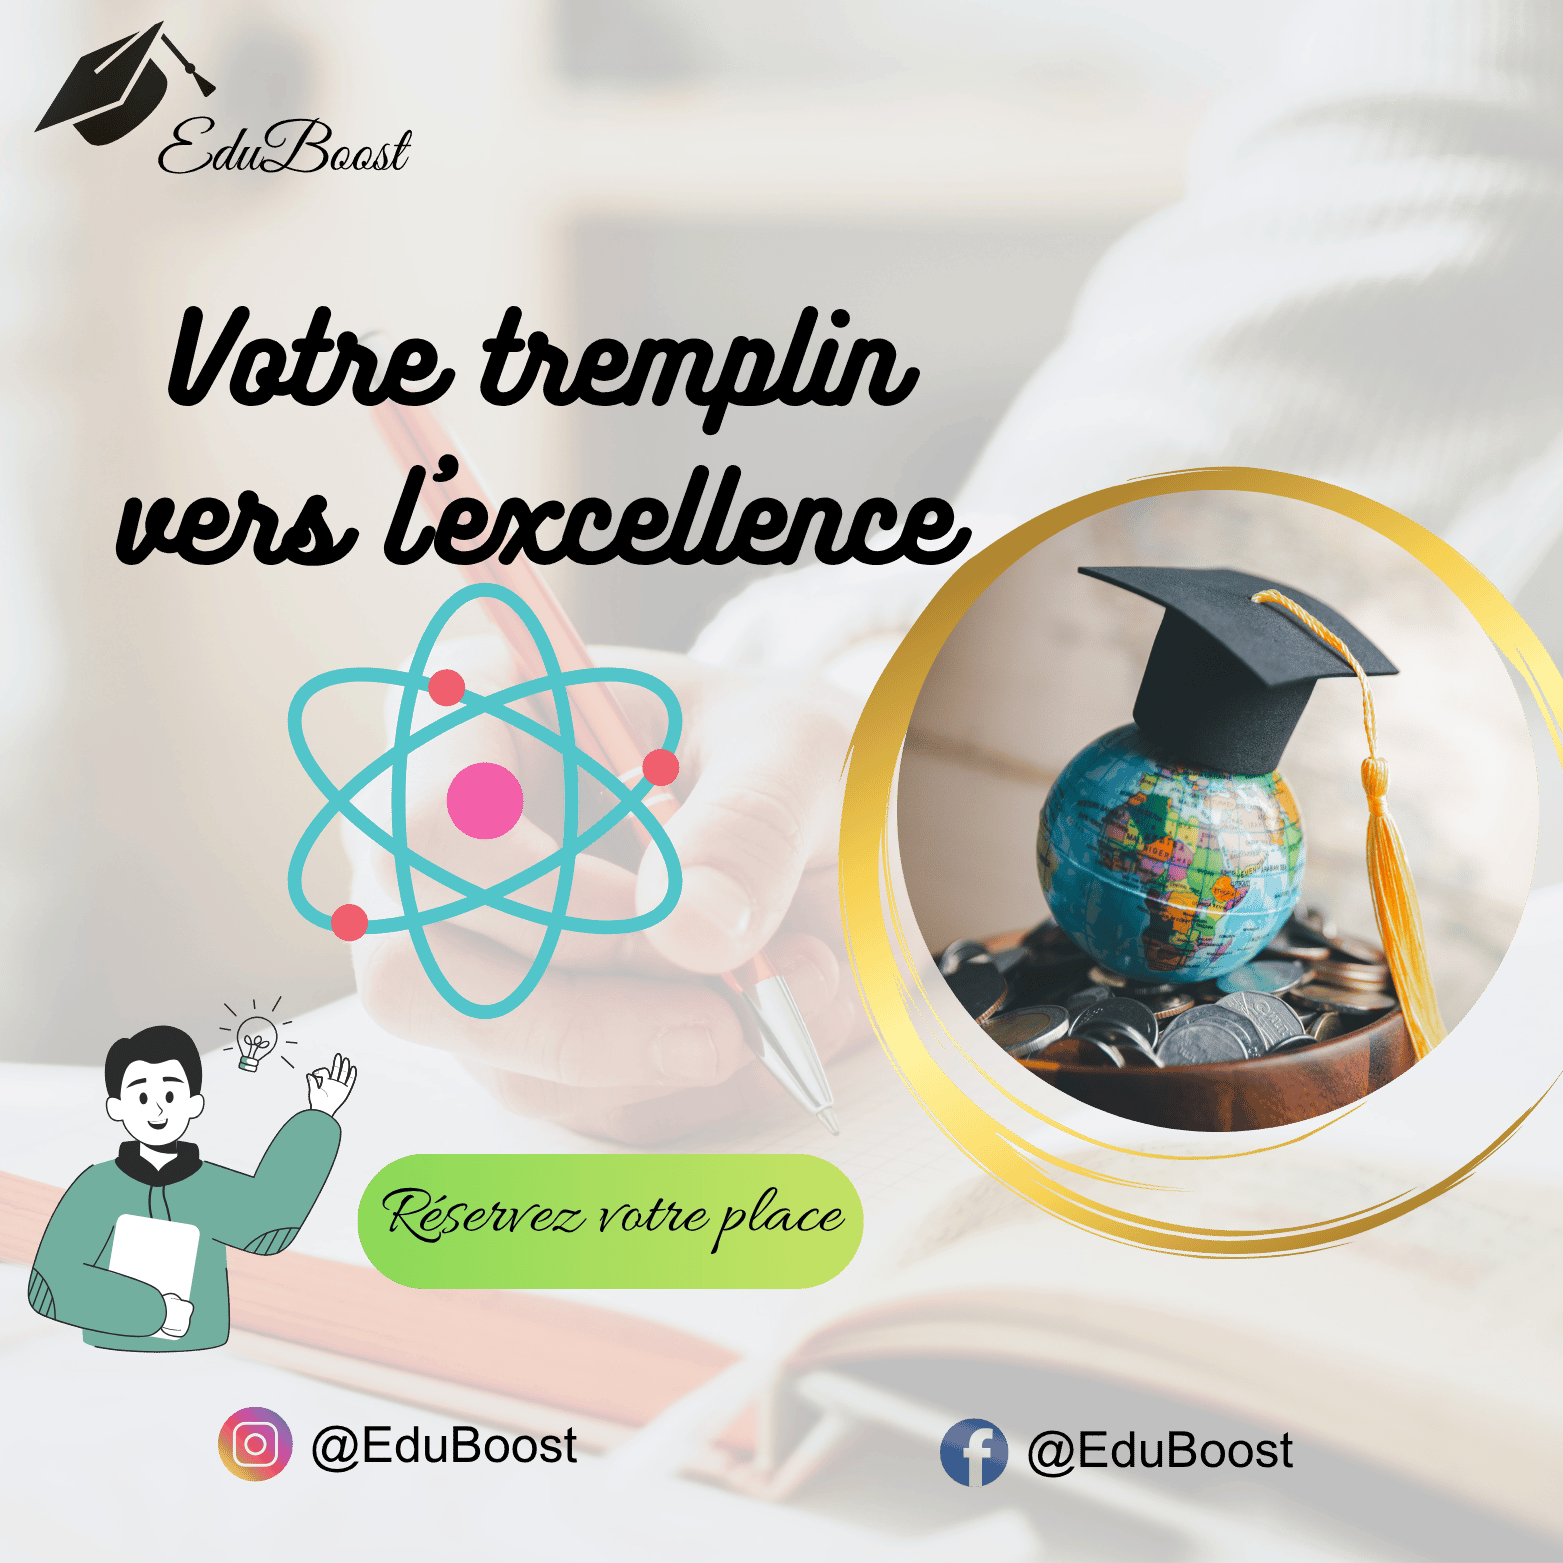 EduBoost
Votre tremplin
vers l'excellence
Réservez votre place
@EduBoost
@EduBoost